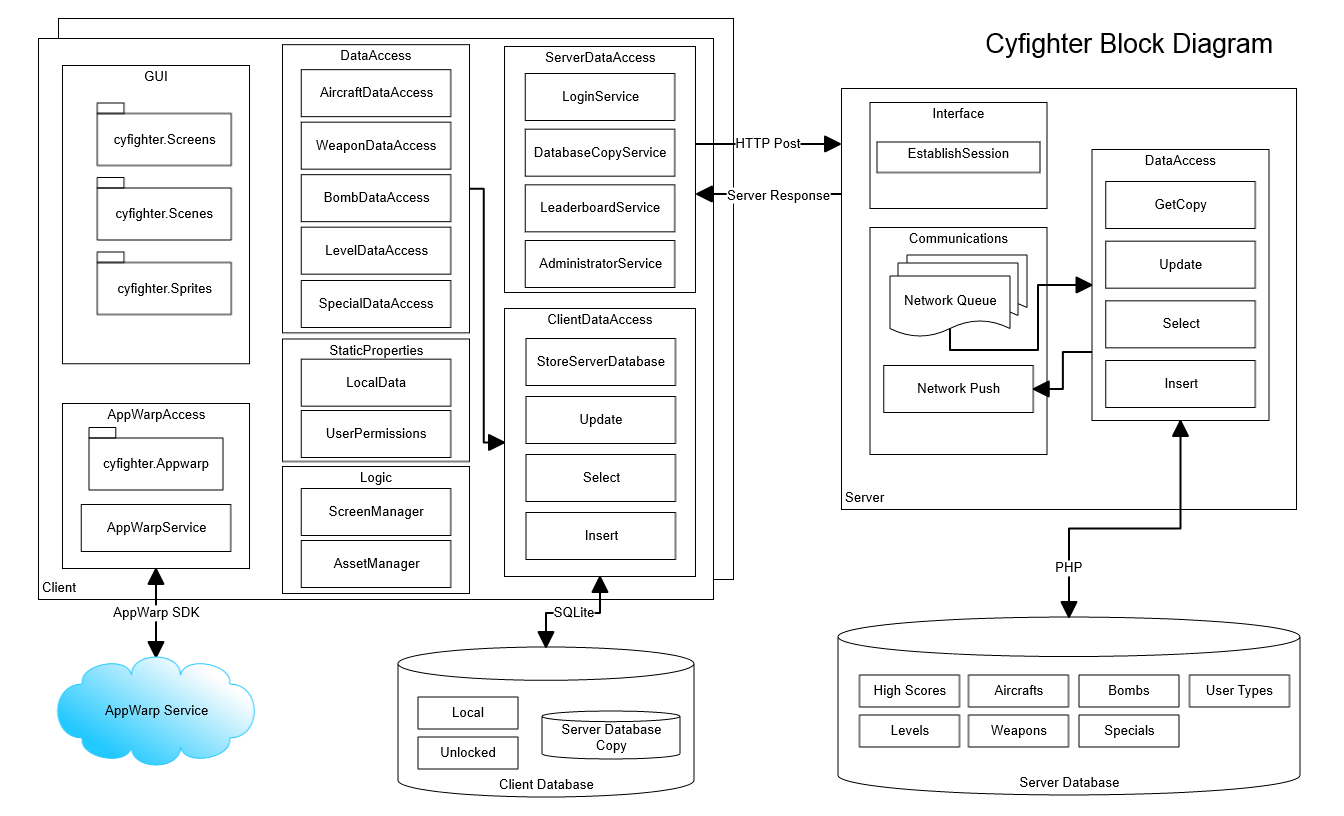 Cyfighter Block Diagram
GUI
cyfighter.Screens
cyfighter.Scenes
cyfighter.Sprites
AppWarpAccess
cyfighter.Appwarp
AppWarpService
Client
DataAccess
AircraftDataAccess
WeaponDataAccess
BombDataAccess
LevelDataAccess
SpecialDataAccess
StaticProperties
LocalData
UserPermissions
Logic
ScreenManager
AssetManager
ServerDataAccess
LoginService
DatabaseCopyService
LeaderboardService
AdministratorService
ClientDataAccess
StoreServerDatabase
Update
Select
Insert
HTTP Post
Server Response
Interface
EstablishSession
Communications
Network Queue
Network Push
DataAccess
GetCopy
Update
Select
Insert
Server
AppWarp SDK
AppWarp Service
SQLite
Local
Unlocked
Server Database
Copy
Client Database
PHP
High Scores
Aircrafts
Bombs
User Types
Levels
Weapons
Specials
Server Database